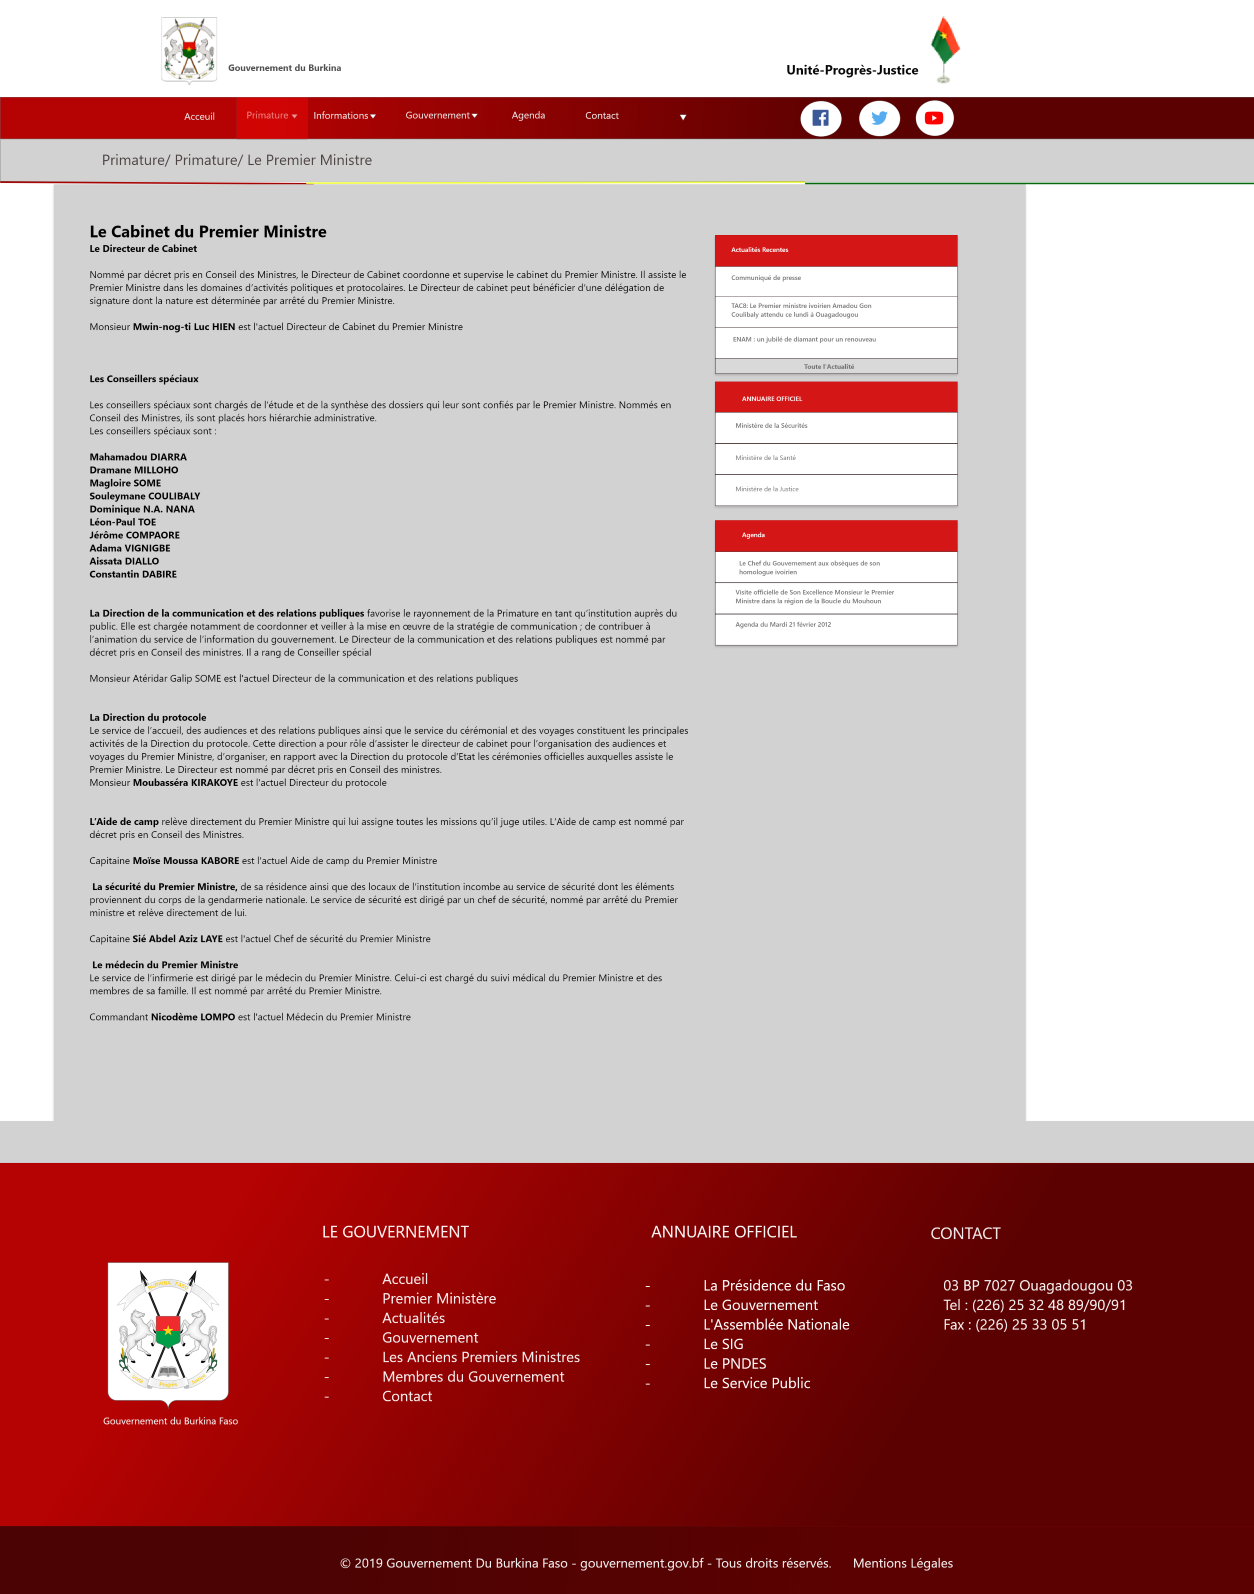 Gouvernement du Burkina
Unité-Progrès-Justice
Acceuil
Primature
Informations
Gouvernement
Agenda
Contact
Primature/ Primature/ Le Premier Ministre
Le Cabinet du Premier Ministre
Le Directeur de Cabinet
Nommé par décret pris en Conseil des Ministres, le Directeur de Cabinet coordonne et supervise le cabinet du Premier Ministre. Il assiste le
Premier Ministre dans les domaines d'activités politiques et protocolaires. Le Directeur de cabinet peut bénéficier d'une délégation de
signature dont la nature est déterminée par arrêté du Premier Ministre.
Monsieur Mwin-nog-ti Luc HIEN est l'actuel Directeur de Cabinet du Premier Ministre
Les Conseillers spéciaux
Les conseillers spéciaux sont chargés de l'étude et de la synthèse des dossiers qui leur sont confiés par le Premier Ministre. Nommés en
Conseil des Ministres, ils sont placés hors hiérarchie administrative.
Les conseillers spéciaux sont :
Mahamadou DIARRA
Dramane MILLOHO
Magloire SOME
Souleymane COULIBALY
Dominique N.A. NANA
Léon-Paul TOE
Jérôme COMPAORE
Adama VIGNIGBE
Aissata DIALLO
Constantin DABIRE
La Direction de la communication et des relations publiques favorise le rayonnement de la Primature en tant qu'institution auprès du
public. Elle est chargée notamment de coordonner et veiller à la mise en œuvre de la stratégie de communication ; de contribuer à
l'animation du service de l'information du gouvernement. Le Directeur de la communication et des relations publiques est nommé par
décret pris en Conseil des ministres. Il a rang de Conseiller spécial
Monsieur Atéridar Galip SOME est l'actuel Directeur de la communication et des relations publiques
La Direction du protocole
Le service de l'accueil, des audiences et des relations publiques ainsi que le service du cérémonial et des voyages constituent les principales
activités de la Direction du protocole. Cette direction a pour rôle d'assister le directeur de cabinet pour l'organisation des audiences et
voyages du Premier Ministre, d'organiser, en rapport avec la Direction du protocole d'Etat les cérémonies officielles auxquelles assiste le
Premier Ministre. Le Directeur est nommé par décret pris en Conseil des ministres.
Monsieur Moubasséra KIRAKOYE est l'actuel Directeur du protocole
L'Aide de camp relève directement du Premier Ministre qui lui assigne toutes les missions qu'il juge utiles. L'Aide de camp est nommé par
décret pris en Conseil des Ministres.
Capitaine Moïse Moussa KABORE est l'actuel Aide de camp du Premier Ministre
La sécurité du Premier Ministre, de sa résidence ainsi que des locaux de l'institution incombe au service de sécurité dont les éléments
proviennent du corps de la gendarmerie nationale. Le service de sécurité est dirigé par un chef de sécurité, nommé par arrêté du Premier
ministre et relève directement de lui.
Capitaine Sié Abdel Aziz LAYE est l'actuel Chef de sécurité du Premier Ministre
Le médecin du Premier Ministre
Le service de l'infirmerie est dirigé par le médecin du Premier Ministre. Celui-ci est chargé du suivi médical du Premier Ministre et des
membres de sa famille. Il est nommé par arrêté du Premier Ministre.
Commandant Nicodème LOMPO est l'actuel Médecin du Premier Ministre
Actualités Recentes
Communiqué de presse
TAC8: Le Premier ministre ivoirien Amadou Gon
Coulibaly attendu ce lundi à Ouagadougou
ENAM : un jubilé de diamant pour un renouveau
Toute l'Actualité
ANNUAIRE OFFICIEL
Ministère de la Sécurités
Ministère de la Santé
Ministère de la Justice
Agenda
Le Chef du Gouvernement aux obsèques de son
homologue ivoirien
Visite officielle de Son Excellence Monsieur le Premier
Ministre dans la région de la Boucle du Mouhoun
Agenda du Mardi 21 février 2012
Gouvernement du Burkina Faso
LE GOUVERNEMENT
- Accueil
- Premier Ministère
- Actualités
- Gouvernement
- Les Anciens Premiers Ministres
- Membres du Gouvernement
- Contact
ANNUAIRE OFFICIEL
- La Présidence du Faso
- Le Gouvernement
- L'Assemblée Nationale
- Le SIG
- Le PNDES
- Le Service Public
CONTACT
03 BP 7027 Ouagadougou 03
Tel : (226) 25 32 48 89/90/91
Fax : (226) 25 33 05 51
© 2019 Gouvernement Du Burkina Faso - gouvernement.gov.bf - Tous droits réservés. Mentions Légales